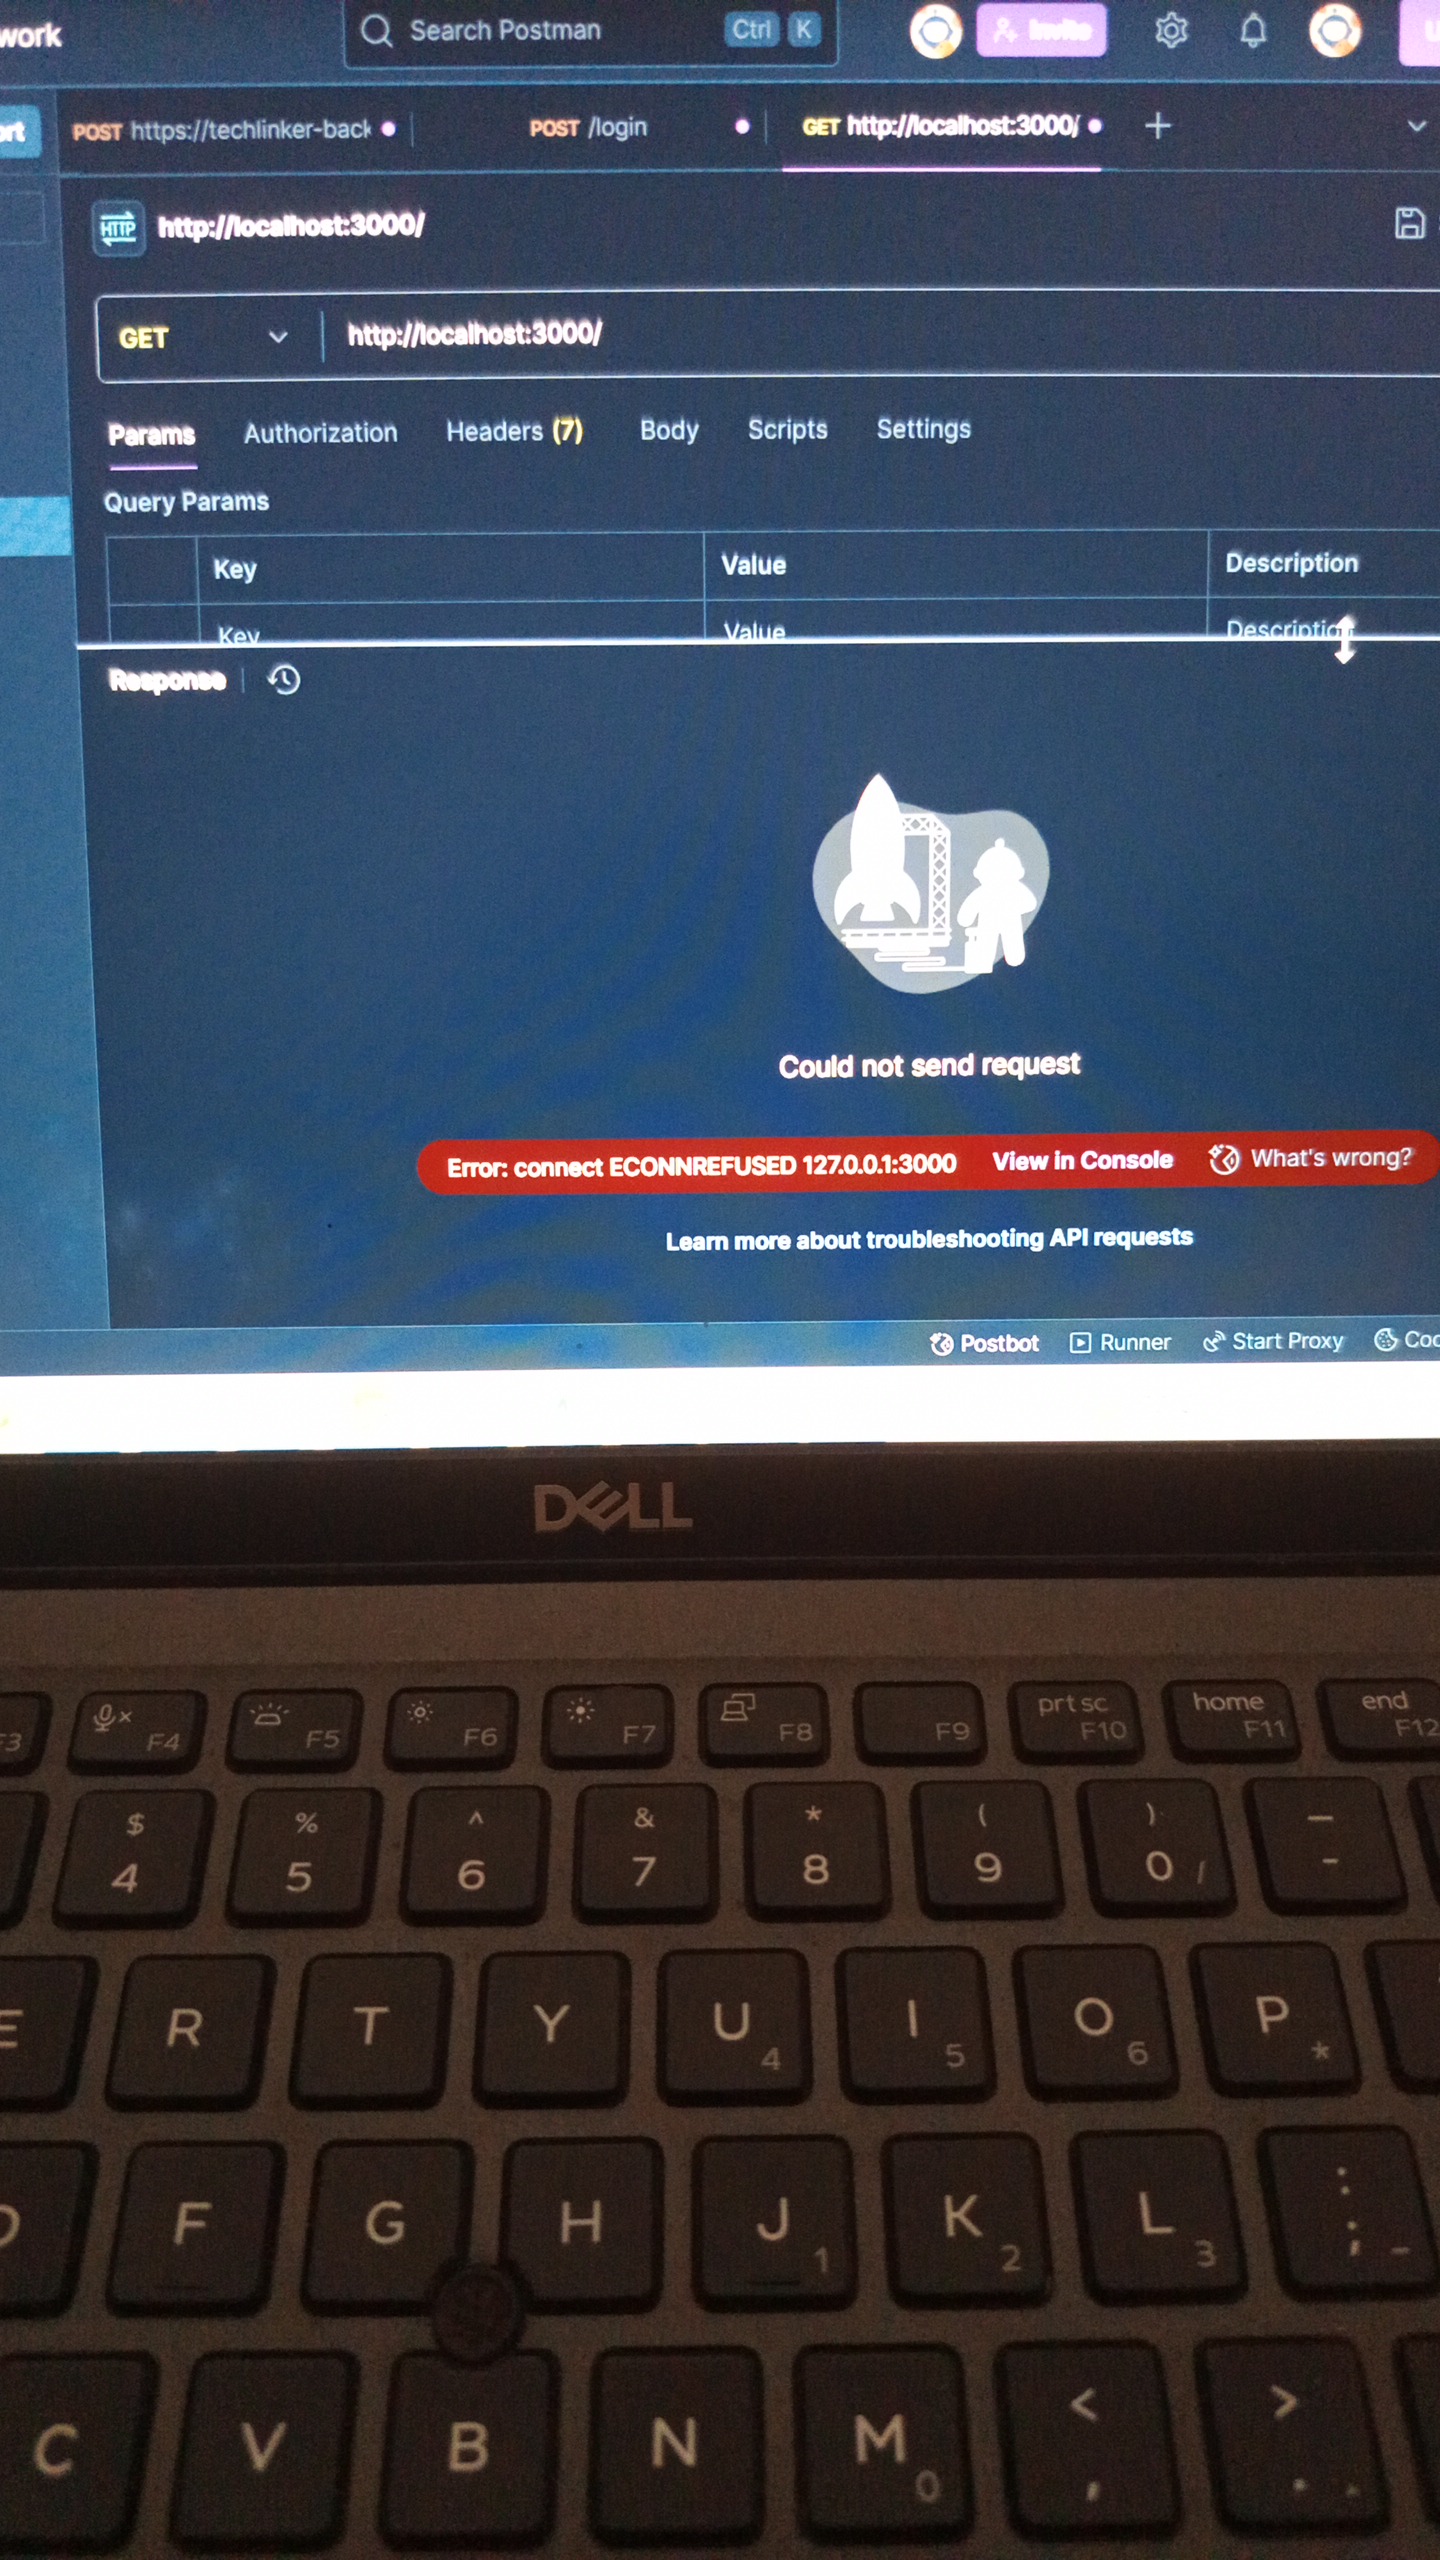 work
Search Postman Ctrl K Invite
POST https://techlinker-back POST /login GET http://localhost:3000/
HTTP http://localhost:3000/
GET http://localhost:3000/
Params Authorization Headers (7) Body Scripts Settings
Query Params
Key Value Description
Key Value Description
Response
Could not send request
Error: connect ECONNREFUSED 127.0.0.1:3000 View in Console What's wrong?
Learn more about troubleshooting API requests
Postbot Runner Start Proxy Coo
DELL
F3 F4 F5 F6 F7 F8 F9 prt sc F10 home F11 end F12
$ % ^ & * ( ) _
4 5 6 7 8 9 0 / -
E R T Y U 4 I 5 O 6 P *
D F G H J 1 K 2 L 3 : ; -
C V B N M 0 < , > .